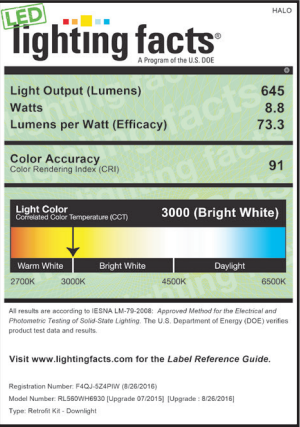 HALO
LED
lighting facts®
A Program of the U.S. DOE
Light Output (Lumens) 645
Watts 8.8
Lumens per Watt (Efficacy) 73.3
Color Accuracy
Color Rendering Index (CRI) 91
Light Color
Correlated Color Temperature (CCT) 3000 (Bright White)
Warm White Bright White Daylight
2700K 3000K 4500K 6500K
All results are according to IESNA LM-79-2008: Approved Method for the Electrical and
Photometric Testing of Solid-State Lighting. The U.S. Department of Energy (DOE) verifies
product test data and results.
Visit www.lightingfacts.com for the Label Reference Guide.
Registration Number: F4QJ-5Z4PIW (8/26/2016)
Model Number: RL560WH6930 [Upgrade 07/2015] [Upgrade : 8/26/2016]
Type: Retrofit Kit - Downlight